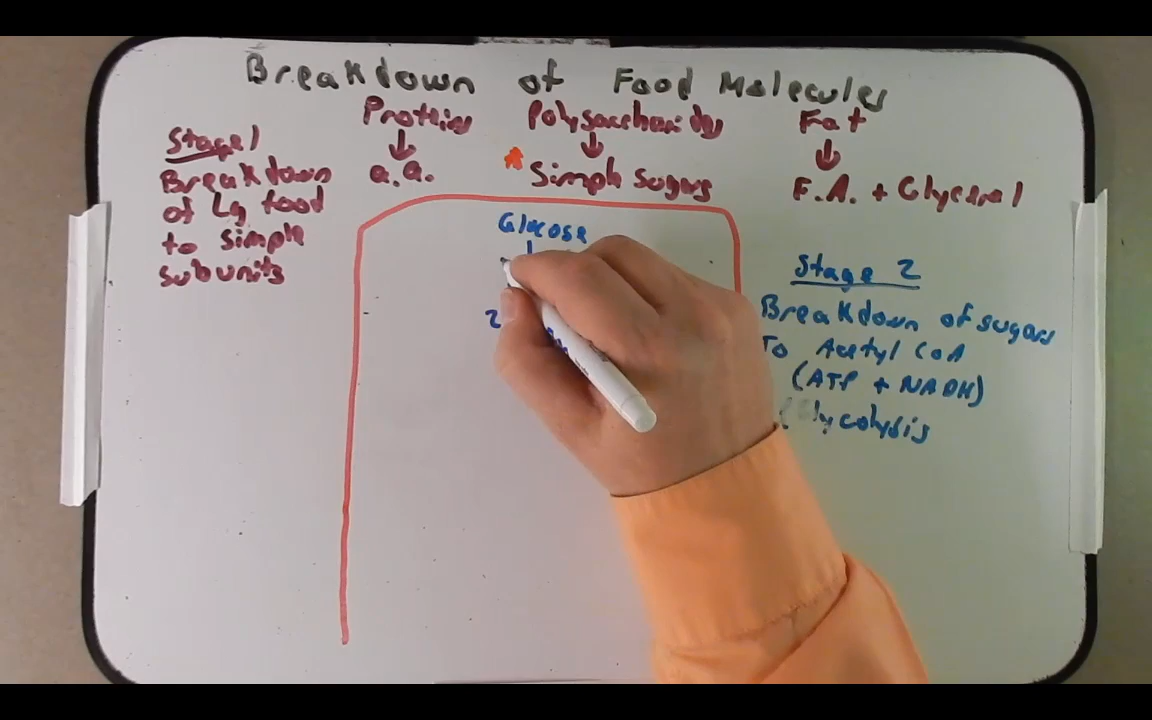 Breakdown of Food Molecules
Proteins Polysaccharides Fat
a.a. Simple sugars F.A. + Glycerol
Stage 1
Breakdown
of Lg food
to simple
subunits
Glucose
2
Stage 2
Breakdown of sugars
To Acetyl CoA
(ATP + NADH)
Glycolysis